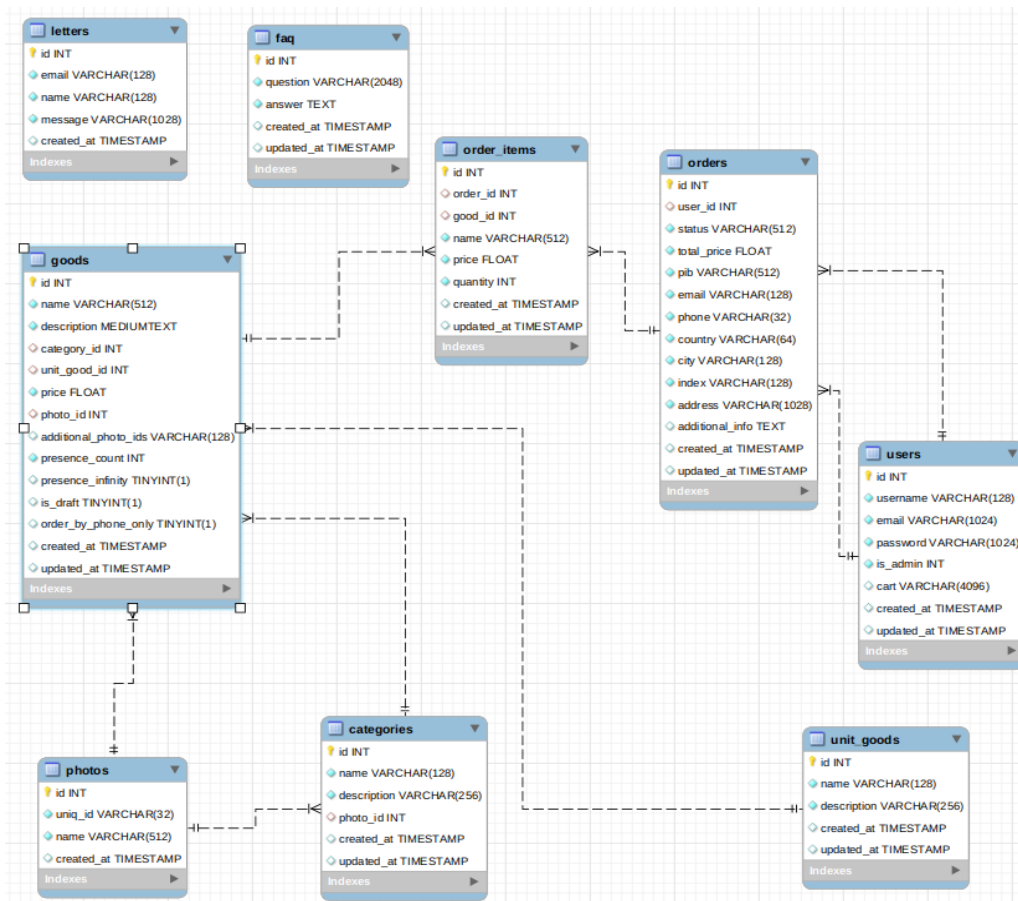 letters
id INT
email VARCHAR(128)
name VARCHAR(128)
message VARCHAR(1028)
created_at TIMESTAMP
Indexes
faq
id INT
question VARCHAR(2048)
answer TEXT
created_at TIMESTAMP
updated_at TIMESTAMP
Indexes
order_items
id INT
order_id INT
good_id INT
name VARCHAR(512)
price FLOAT
quantity INT
created_at TIMESTAMP
updated_at TIMESTAMP
Indexes
orders
id INT
user_id INT
status VARCHAR(512)
total_price FLOAT
pib VARCHAR(512)
email VARCHAR(128)
phone VARCHAR(32)
country VARCHAR(64)
city VARCHAR(128)
index VARCHAR(128)
address VARCHAR(1028)
additional_info TEXT
created_at TIMESTAMP
updated_at TIMESTAMP
Indexes
goods
id INT
name VARCHAR(512)
description MEDIUMTEXT
category_id INT
unit_good_id INT
price FLOAT
photo_id INT
additional_photo_ids VARCHAR(128)
presence_count INT
presence_infinity TINYINT(1)
is_draft TINYINT(1)
order_by_phone_only TINYINT(1)
created_at TIMESTAMP
updated_at TIMESTAMP
Indexes
users
id INT
username VARCHAR(128)
email VARCHAR(1024)
password VARCHAR(1024)
is_admin INT
cart VARCHAR(4096)
created_at TIMESTAMP
updated_at TIMESTAMP
Indexes
photos
id INT
uniq_id VARCHAR(32)
name VARCHAR(512)
created_at TIMESTAMP
Indexes
categories
id INT
name VARCHAR(128)
description VARCHAR(256)
photo_id INT
created_at TIMESTAMP
updated_at TIMESTAMP
Indexes
unit_goods
id INT
name VARCHAR(128)
description VARCHAR(256)
created_at TIMESTAMP
updated_at TIMESTAMP
Indexes